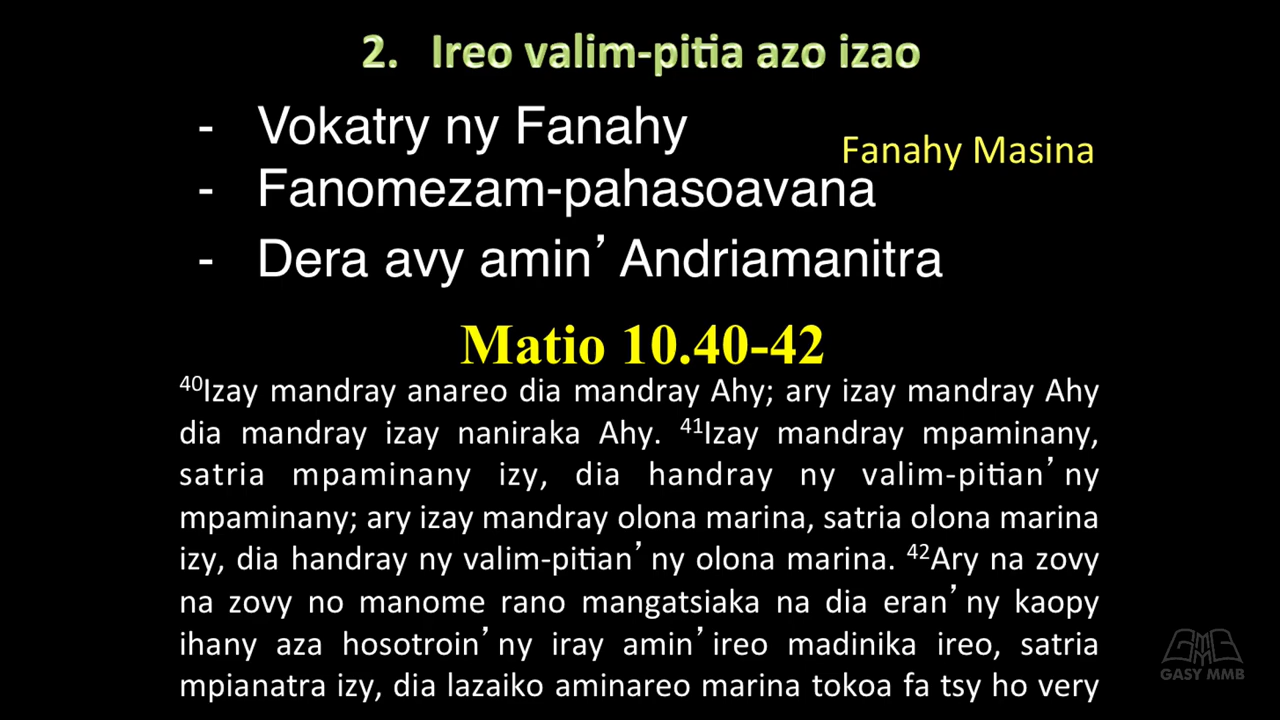 2. Ireo valim-pitia azo izao
- Vokatry ny Fanahy
Fanahy Masina
- Fanomezam-pahasoavana
- Dera avy amin’ Andriamanitra
Matio 10.40-42
40Izay mandray anareo dia mandray Ahy; ary izay mandray Ahy
dia mandray izay naniraka Ahy. 41Izay mandray mpaminany,
satria mpaminany izy, dia handray ny valim-pitian’ny
mpaminany; ary izay mandray olona marina, satria olona marina
izy, dia handray ny valim-pitian’ny olona marina. 42Ary na zovy
na zovy no manome rano mangatsiaka na dia eran’ny kaopy
ihany aza hosotroin’ny iray amin’ireo madinika ireo, satria
mpianatra izy, dia lazaiko aminareo marina tokoa fa tsy ho very
GASY MMB